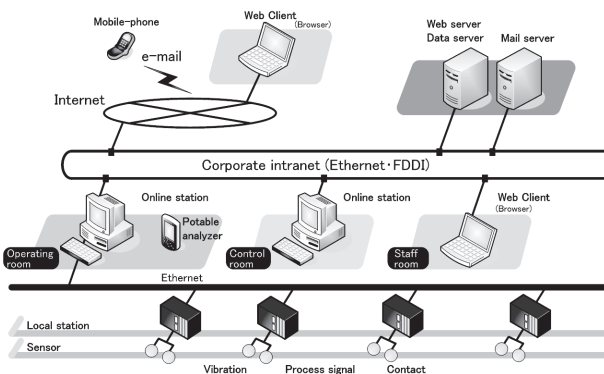 Mobile-phone
Web Client
(Browser)
e-mail
Internet
Web server
Data server
Mail server
Corporate intranet (Ethernet・FDDI)
Online station
Potable
analyzer
Operating
room
Online station
Control
room
Web Client
(Browser)
Staff
room
Ethernet
Local station
Sensor
Vibration
Process signal
Contact